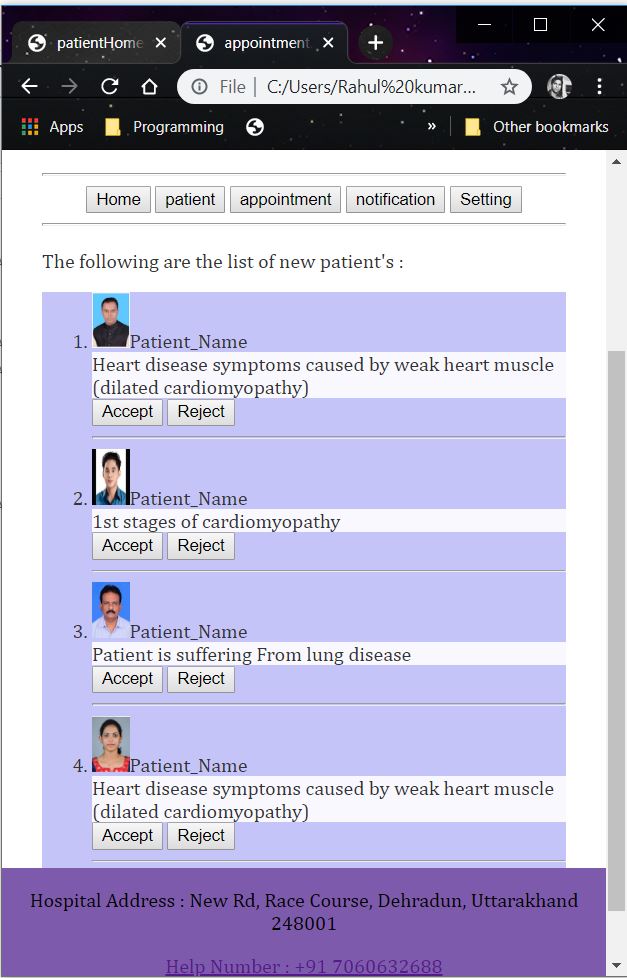 patientHome
appointment
File | C:/Users/Rahul%20kumar...
Apps Programming » Other bookmarks
Home patient appointment notification Setting
The following are the list of new patient's :
1. Patient_Name
Heart disease symptoms caused by weak heart muscle
(dilated cardiomyopathy)
Accept Reject
2. Patient_Name
1st stages of cardiomyopathy
Accept Reject
3. Patient_Name
Patient is suffering From lung disease
Accept Reject
4. Patient_Name
Heart disease symptoms caused by weak heart muscle
(dilated cardiomyopathy)
Accept Reject
Hospital Address : New Rd, Race Course, Dehradun, Uttarakhand
248001
Help Number : +91 7060632688